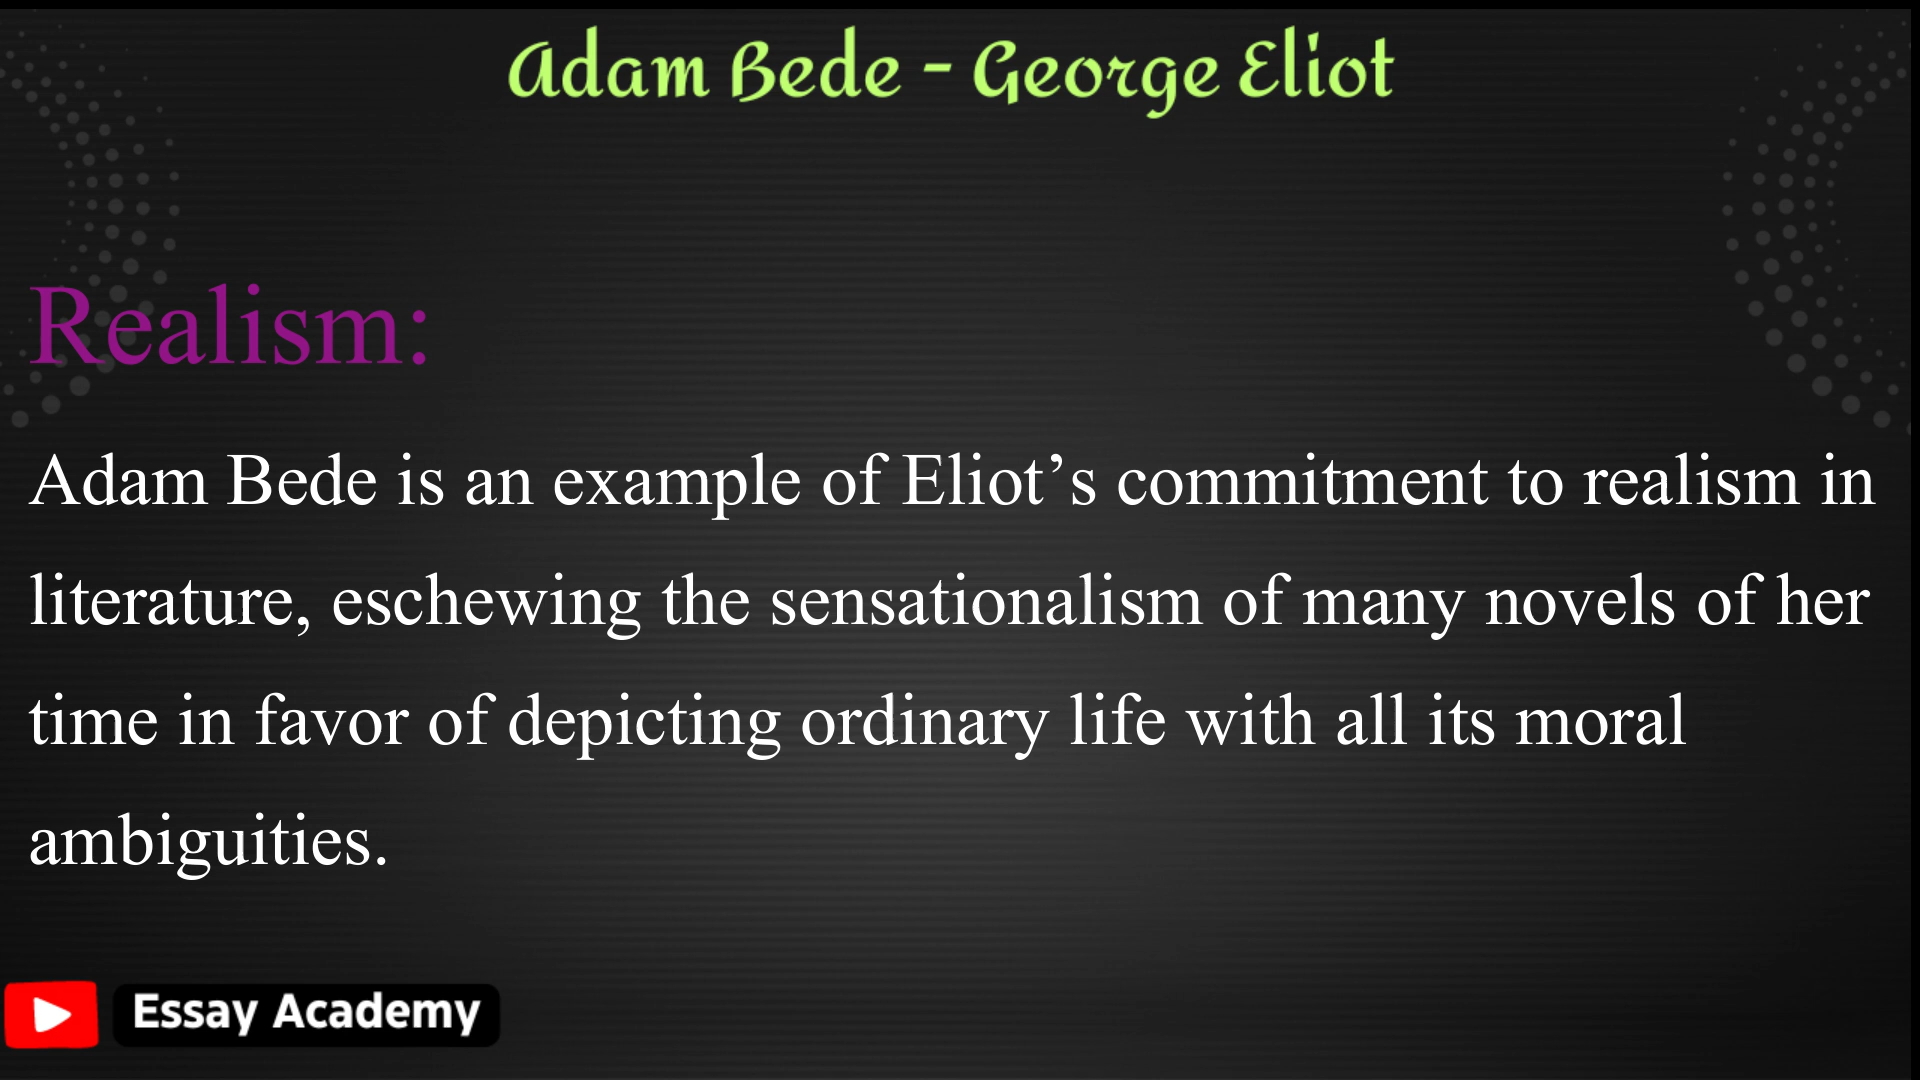 Adam Bede - George Eliot
Realism:
Adam Bede is an example of Eliot’s commitment to realism in
literature, eschewing the sensationalism of many novels of her
time in favor of depicting ordinary life with all its moral
ambiguities.
Essay Academy